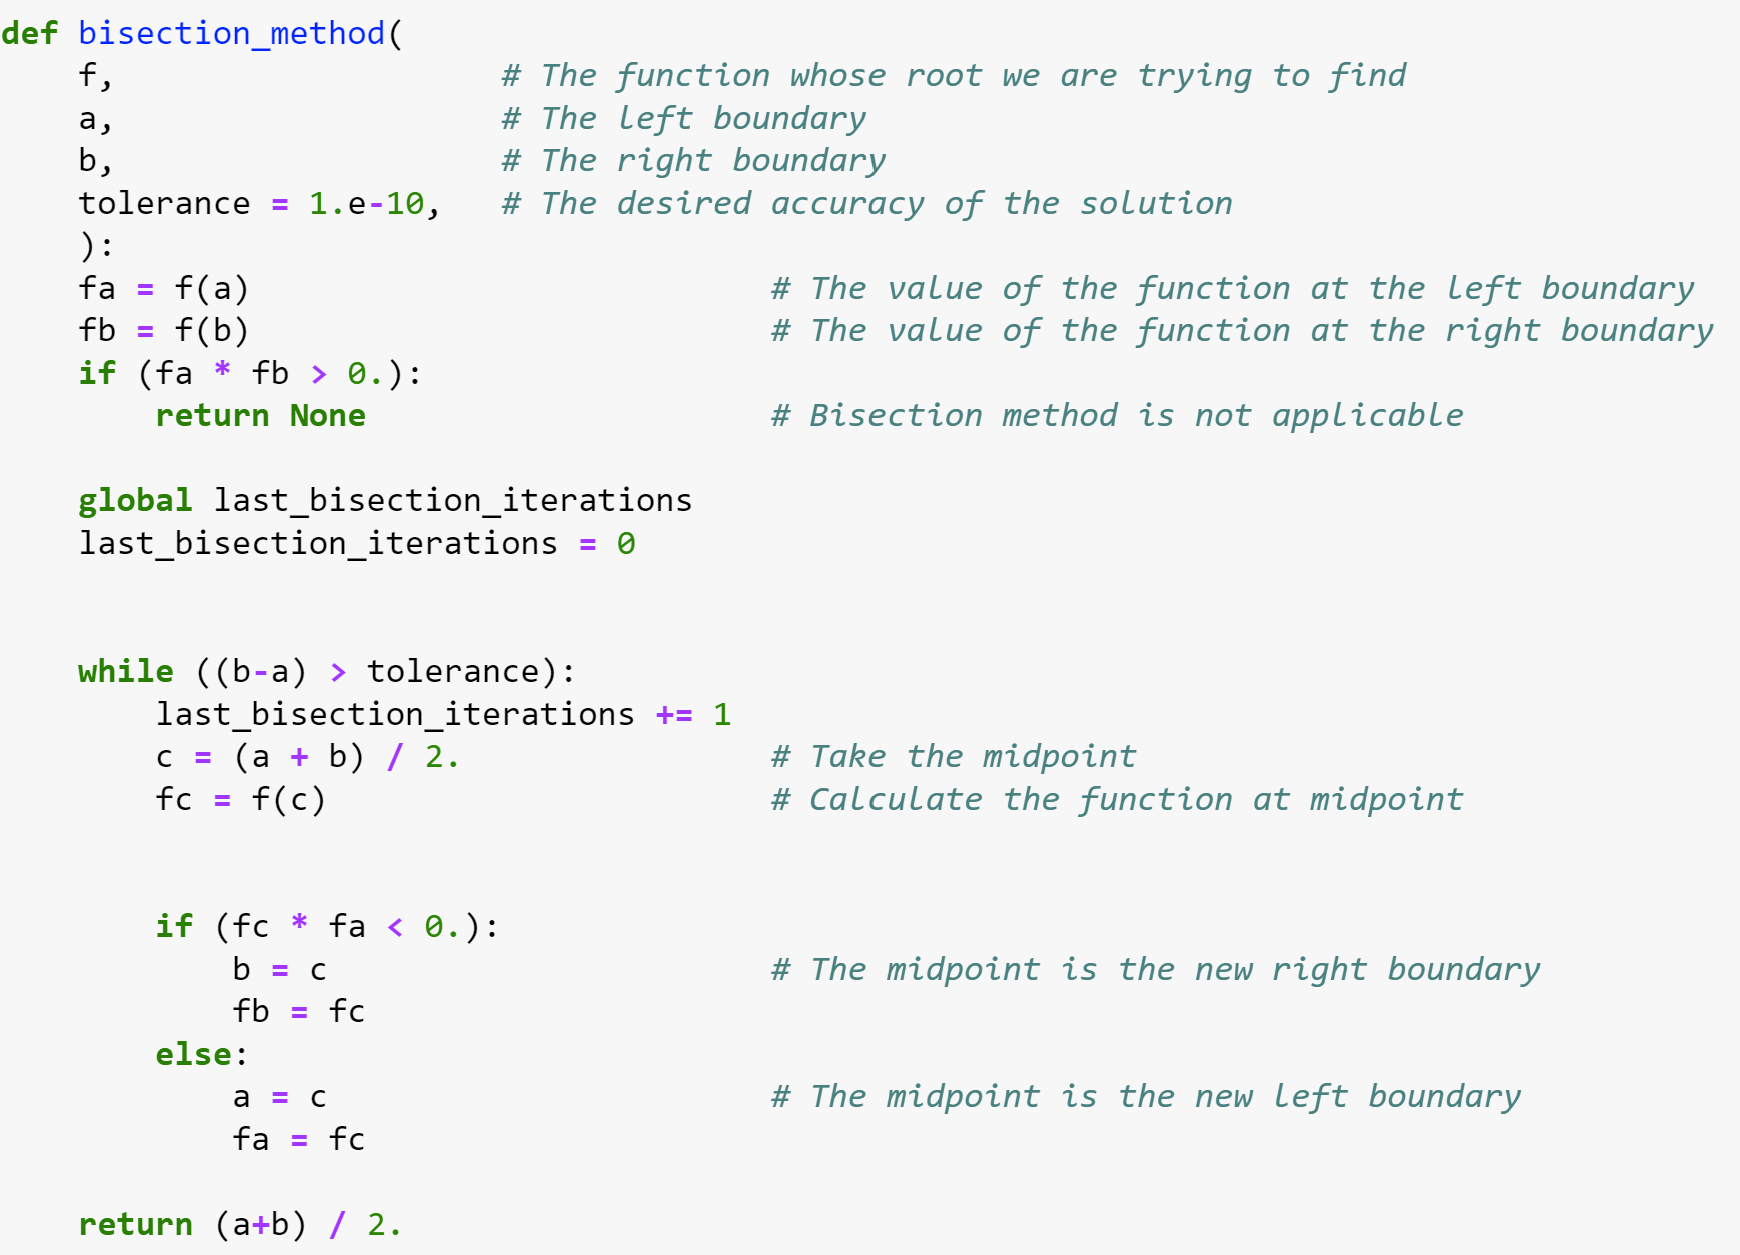 def bisection_method(
    f,                    # The function whose root we are trying to find
    a,                    # The left boundary
    b,                    # The right boundary
    tolerance = 1.e-10,   # The desired accuracy of the solution
    ):
    fa = f(a)                           # The value of the function at the left boundary
    fb = f(b)                           # The value of the function at the right boundary
    if (fa * fb > 0.):
        return None                     # Bisection method is not applicable

    global last_bisection_iterations
    last_bisection_iterations = 0


    while ((b-a) > tolerance):
        last_bisection_iterations += 1
        c = (a + b) / 2.                # Take the midpoint
        fc = f(c)                       # Calculate the function at midpoint


        if (fc * fa < 0.):
            b = c                       # The midpoint is the new right boundary
            fb = fc
        else:
            a = c                       # The midpoint is the new left boundary
            fa = fc

    return (a+b) / 2.